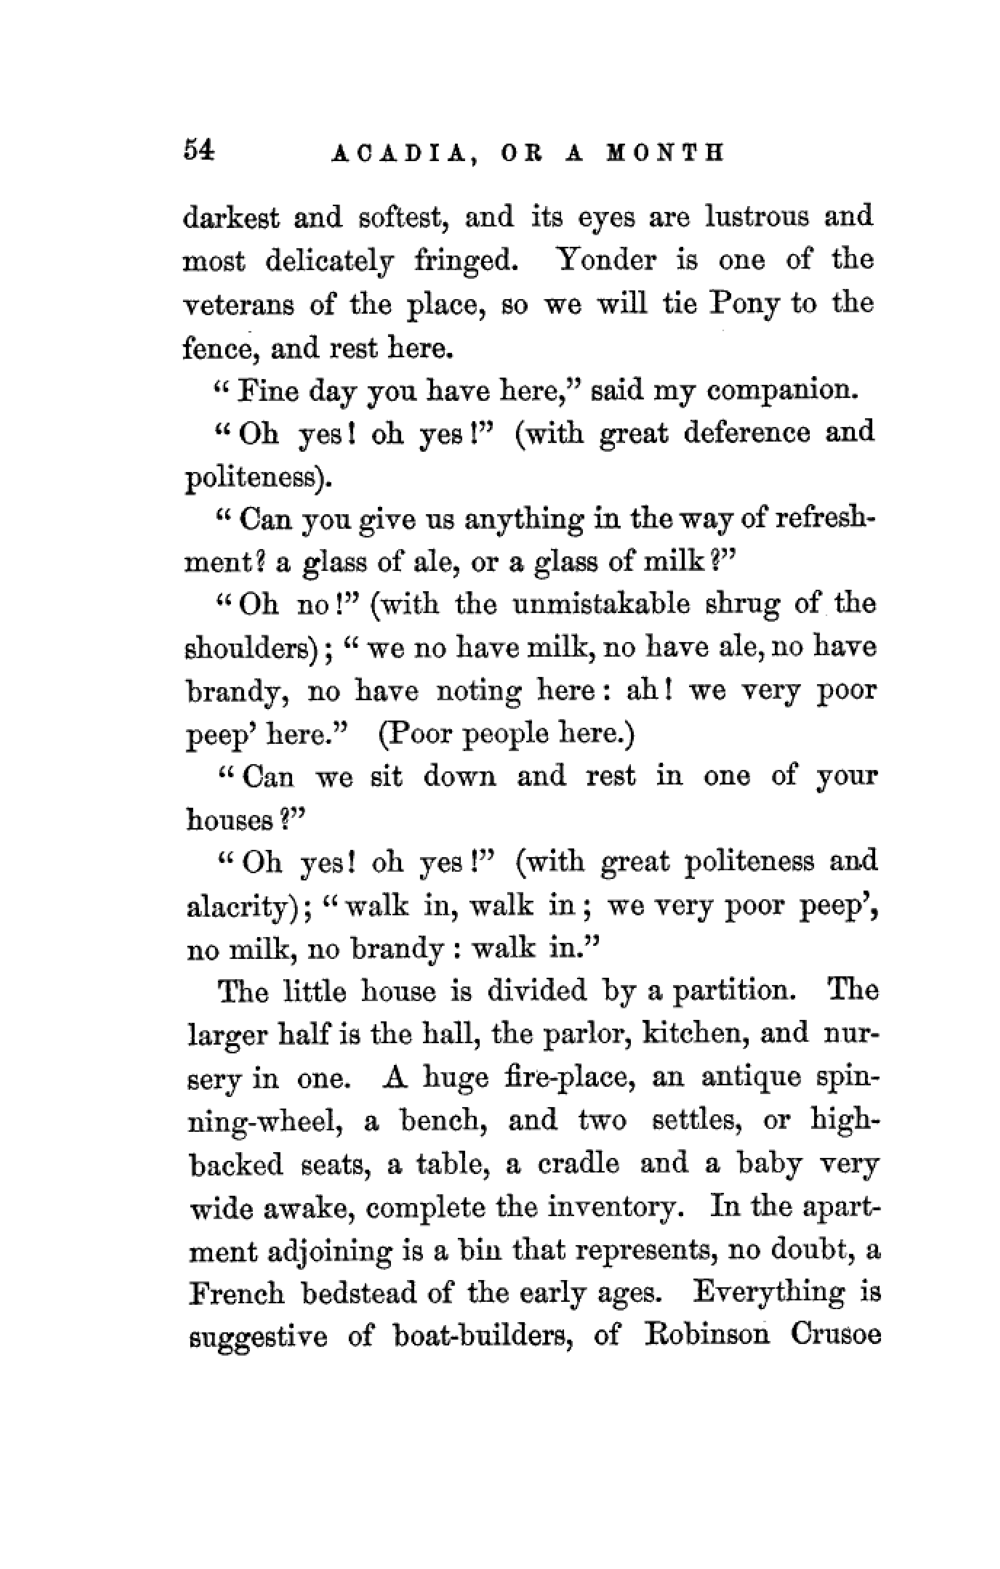 54 ACADIA, OR A MONTH
darkest and softest, and its eyes are lustrous and
most delicately fringed. Yonder is one of the
veterans of the place, so we will tie Pony to the
fence, and rest here.
“Fine day you have here,” said my companion.
“Oh yes! oh yes!” (with great deference and
politeness).
“Can you give us anything in the way of refresh-
ment? a glass of ale, or a glass of milk?”
“Oh no!” (with the unmistakable shrug of the
shoulders); “we no have milk, no have ale, no have
brandy, no have noting here: ah! we very poor
peep’ here.” (Poor people here.)
“Can we sit down and rest in one of your
houses?”
“Oh yes! oh yes!” (with great politeness and
alacrity); “walk in, walk in; we very poor peep’,
no milk, no brandy: walk in.”
The little house is divided by a partition. The
larger half is the hall, the parlor, kitchen, and nur-
sery in one. A huge fire-place, an antique spin-
ning-wheel, a bench, and two settles, or high-
backed seats, a table, a cradle and a baby very
wide awake, complete the inventory. In the apart-
ment adjoining is a bin that represents, no doubt, a
French bedstead of the early ages. Everything is
suggestive of boat-builders, of Robinson Crusoe